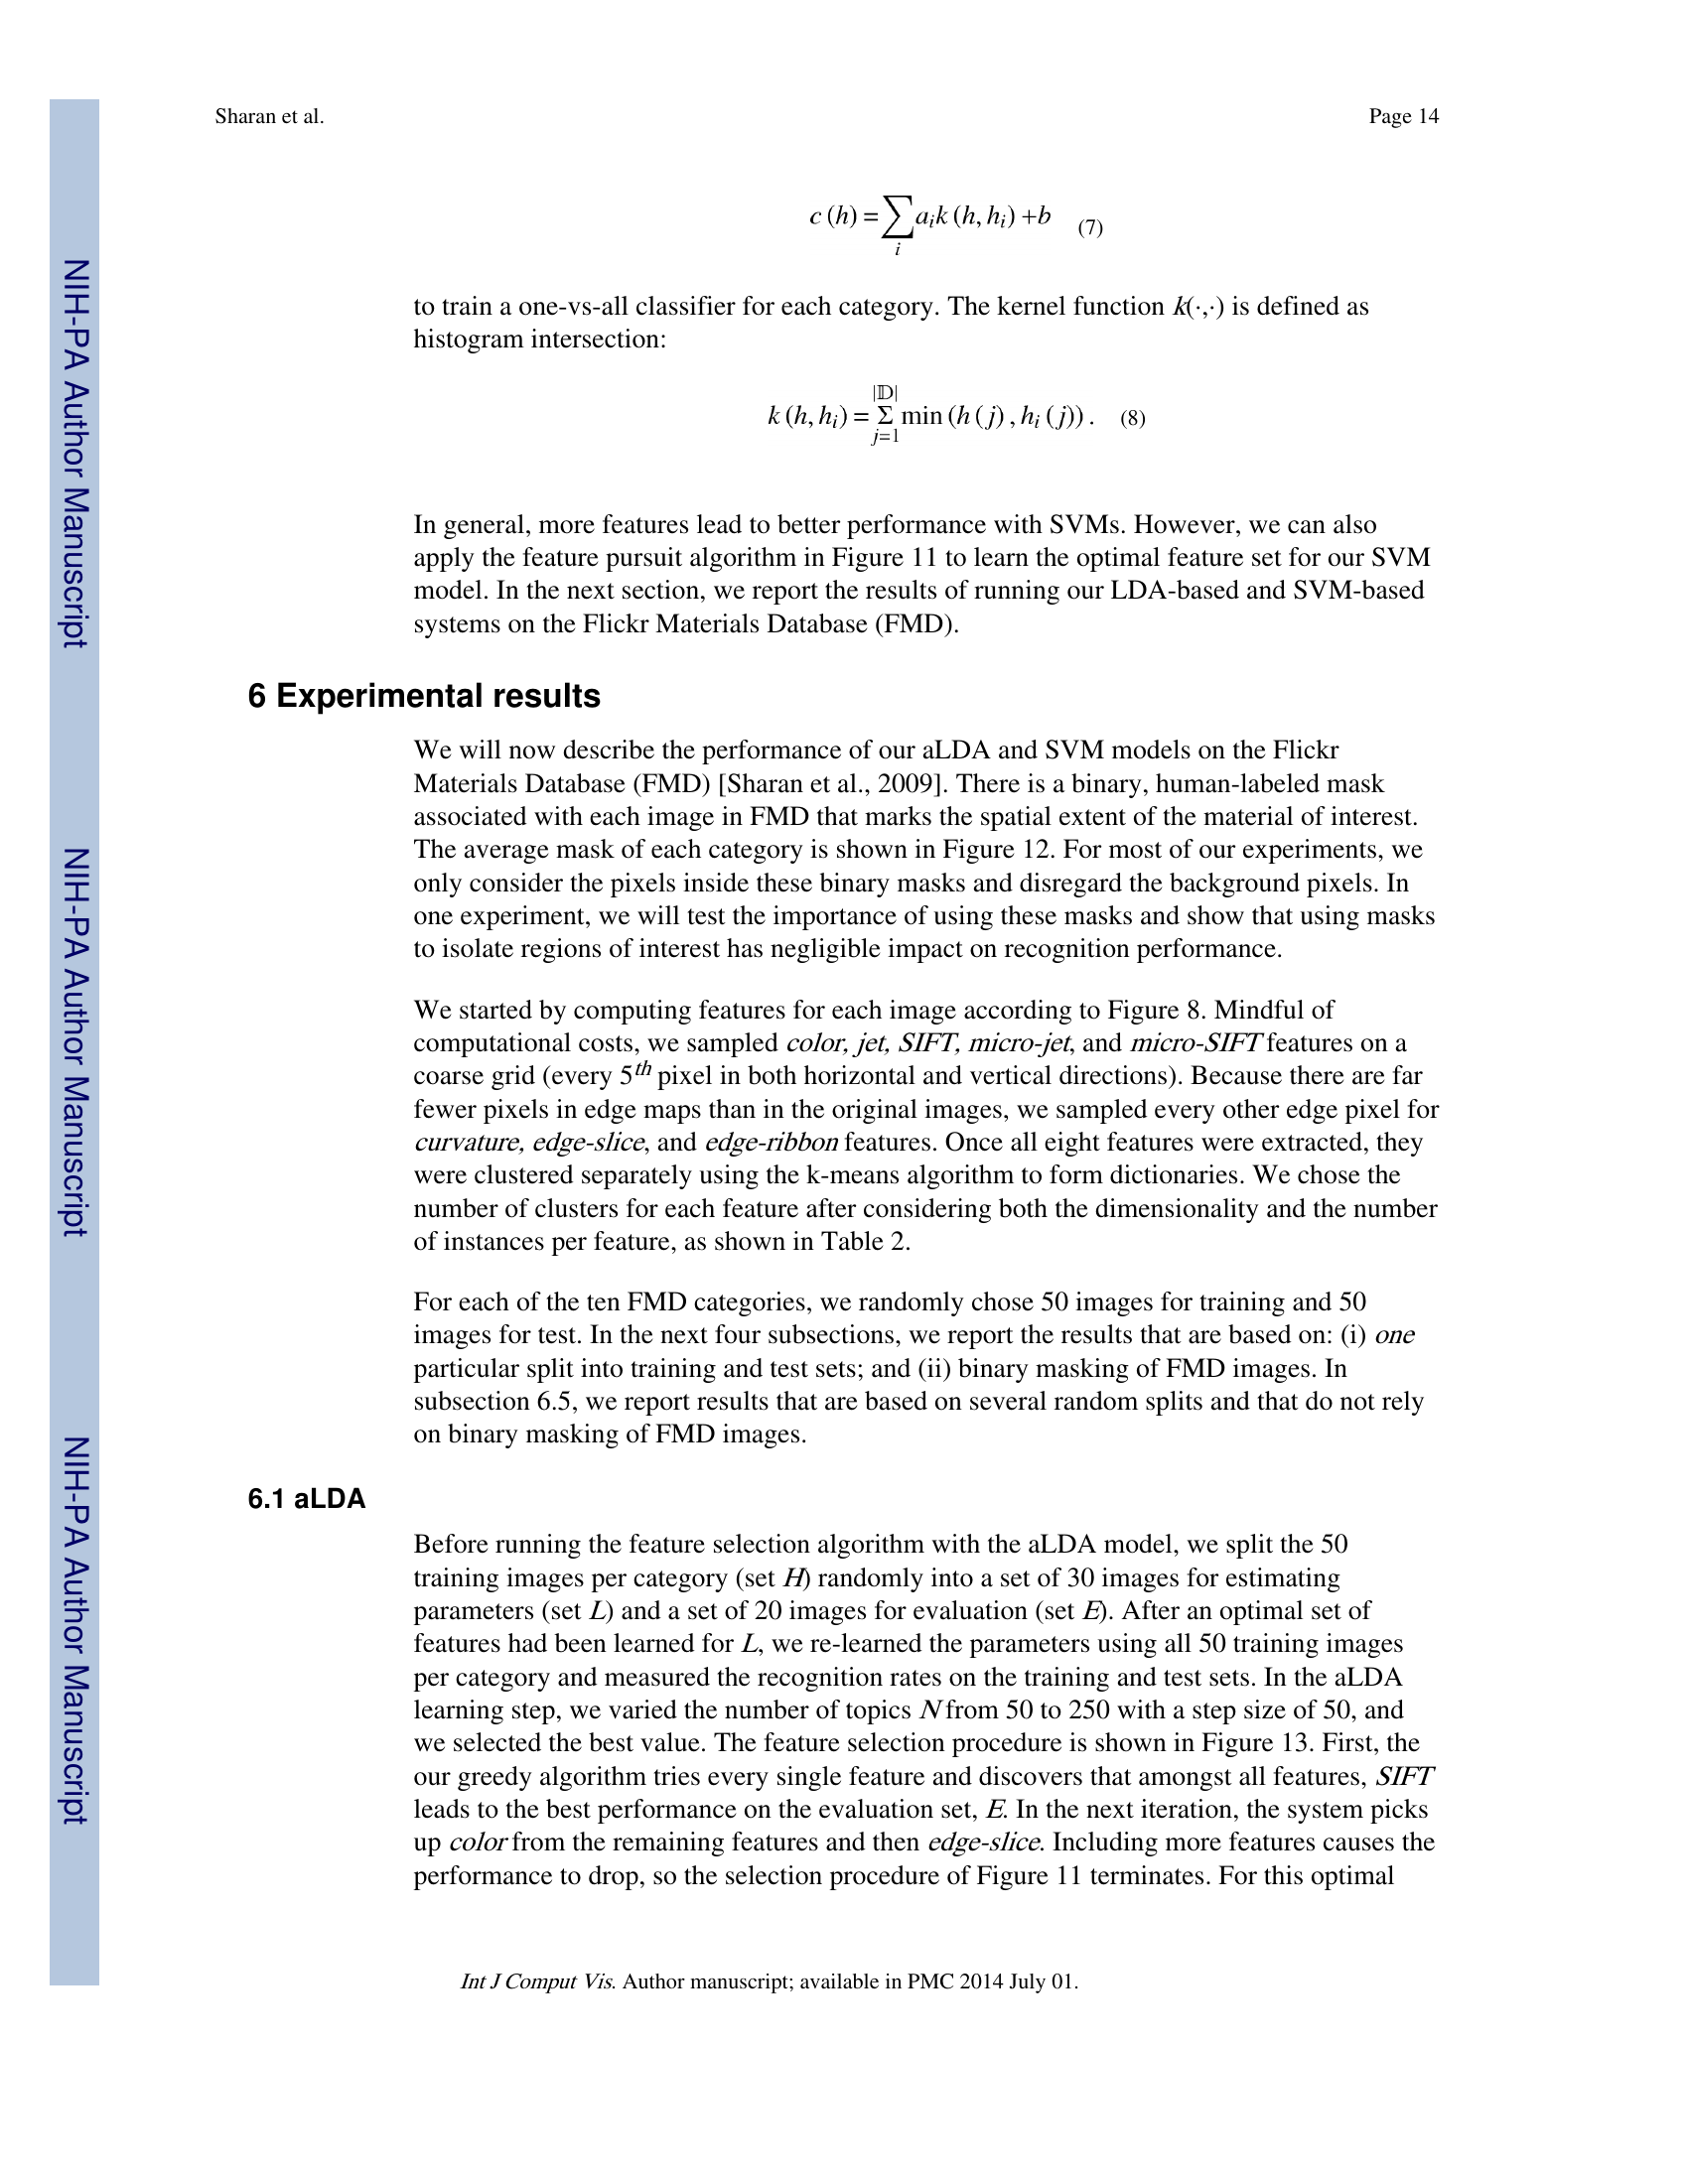 Sharan et al.
Page 14
NIH-PA Author Manuscript
NIH-PA Author Manuscript
NIH-PA Author Manuscript
c (h) = ∑_i a_i k (h, h_i) +b (7)
to train a one-vs-all classifier for each category. The kernel function k(·,·) is defined as
histogram intersection:
k (h, h_i) = Σ_{j=1}^{|𝔻|} min (h (j) , h_i (j)) . (8)
In general, more features lead to better performance with SVMs. However, we can also
apply the feature pursuit algorithm in Figure 11 to learn the optimal feature set for our SVM
model. In the next section, we report the results of running our LDA-based and SVM-based
systems on the Flickr Materials Database (FMD).
6 Experimental results
We will now describe the performance of our aLDA and SVM models on the Flickr
Materials Database (FMD) [Sharan et al., 2009]. There is a binary, human-labeled mask
associated with each image in FMD that marks the spatial extent of the material of interest.
The average mask of each category is shown in Figure 12. For most of our experiments, we
only consider the pixels inside these binary masks and disregard the background pixels. In
one experiment, we will test the importance of using these masks and show that using masks
to isolate regions of interest has negligible impact on recognition performance.
We started by computing features for each image according to Figure 8. Mindful of
computational costs, we sampled color, jet, SIFT, micro-jet, and micro-SIFT features on a
coarse grid (every 5th pixel in both horizontal and vertical directions). Because there are far
fewer pixels in edge maps than in the original images, we sampled every other edge pixel for
curvature, edge-slice, and edge-ribbon features. Once all eight features were extracted, they
were clustered separately using the k-means algorithm to form dictionaries. We chose the
number of clusters for each feature after considering both the dimensionality and the number
of instances per feature, as shown in Table 2.
For each of the ten FMD categories, we randomly chose 50 images for training and 50
images for test. In the next four subsections, we report the results that are based on: (i) one
particular split into training and test sets; and (ii) binary masking of FMD images. In
subsection 6.5, we report results that are based on several random splits and that do not rely
on binary masking of FMD images.
6.1 aLDA
Before running the feature selection algorithm with the aLDA model, we split the 50
training images per category (set H) randomly into a set of 30 images for estimating
parameters (set L) and a set of 20 images for evaluation (set E). After an optimal set of
features had been learned for L, we re-learned the parameters using all 50 training images
per category and measured the recognition rates on the training and test sets. In the aLDA
learning step, we varied the number of topics N from 50 to 250 with a step size of 50, and
we selected the best value. The feature selection procedure is shown in Figure 13. First, the
our greedy algorithm tries every single feature and discovers that amongst all features, SIFT
leads to the best performance on the evaluation set, E. In the next iteration, the system picks
up color from the remaining features and then edge-slice. Including more features causes the
performance to drop, so the selection procedure of Figure 11 terminates. For this optimal
Int J Comput Vis. Author manuscript; available in PMC 2014 July 01.